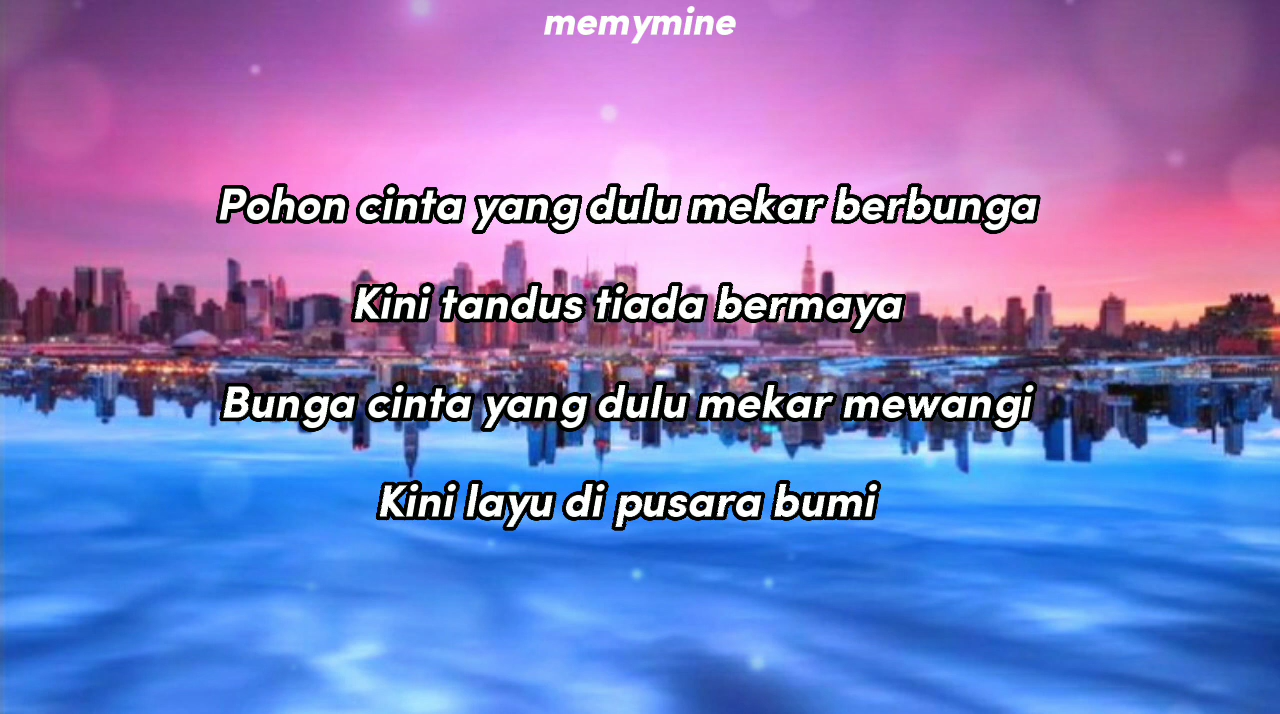 memymine
Pohon cinta yang dulu mekar berbunga
Kini tandus tiada bermaya
Bunga cinta yang dulu mekar mewangi
Kini layu di pusara bumi